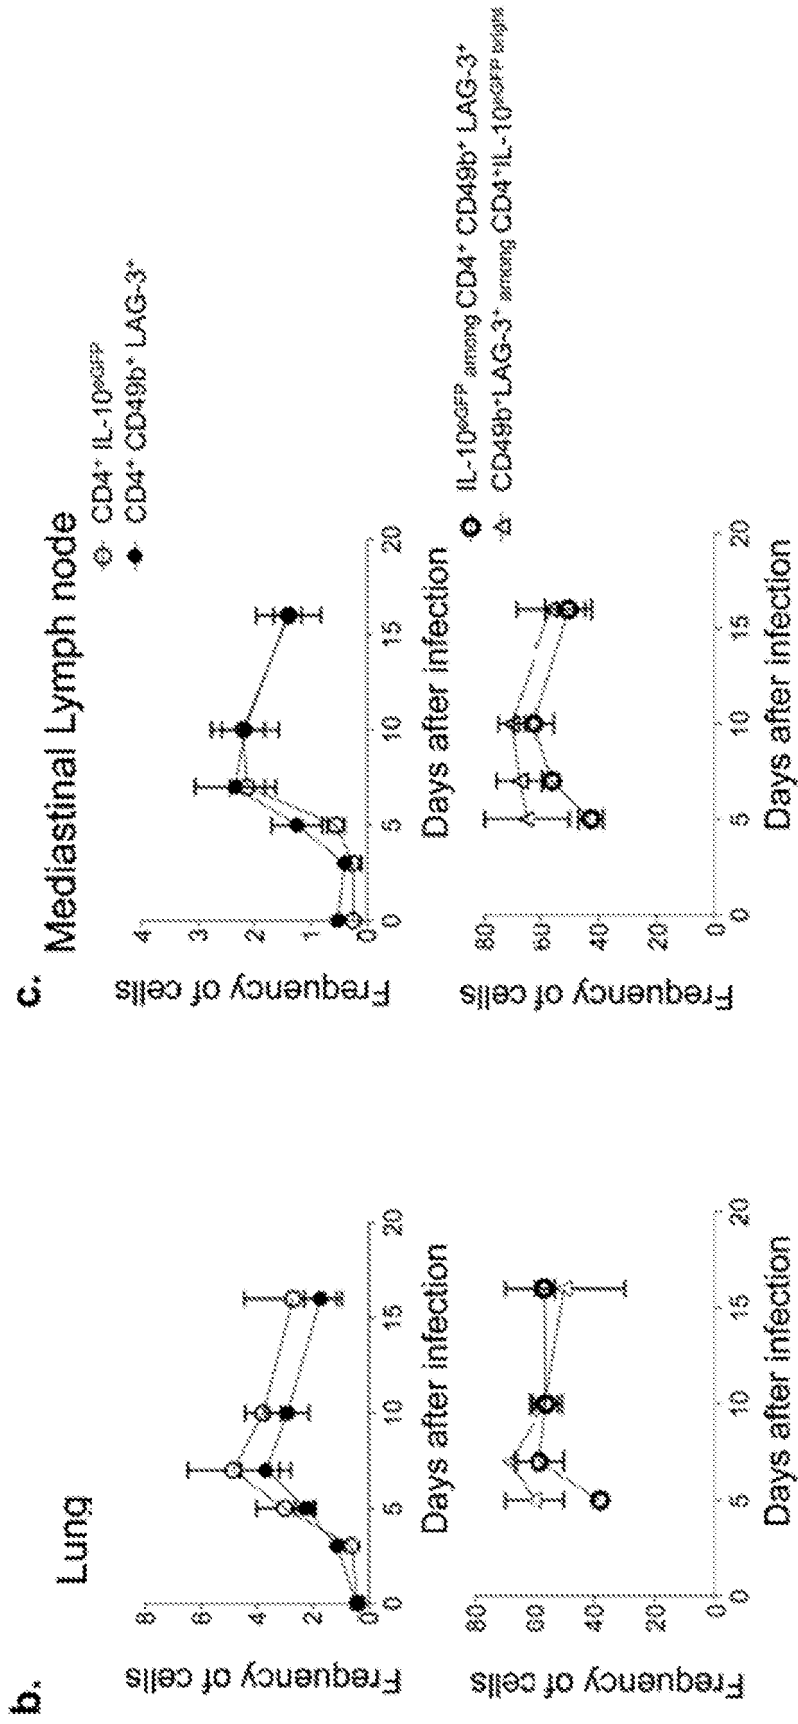 b.
Lung
Frequency of cells
8
6
4
2
0
0 5 10 15 20
Days after infection
Frequency of cells
80
60
40
20
0
0 5 10 15 20
Days after infection
c. Mediastinal Lymph node
Frequency of cells
4
3
2
1
0
0 5 10 15 20
Days after infection
CD4⁺ IL-10ᵉᴳᶠᴾ
CD4⁺ CD49b⁺ LAG-3⁺
Frequency of cells
80
60
40
20
0
0 5 10 15 20
Days after infection
IL-10ᵉᴳᶠᴾ among CD4⁺ CD49b⁺ LAG-3⁺
CD49b⁺LAG-3⁺ among CD4⁺IL-10ᵉᴳᶠᴾ ᵇʳⁱᵍʰᵗ